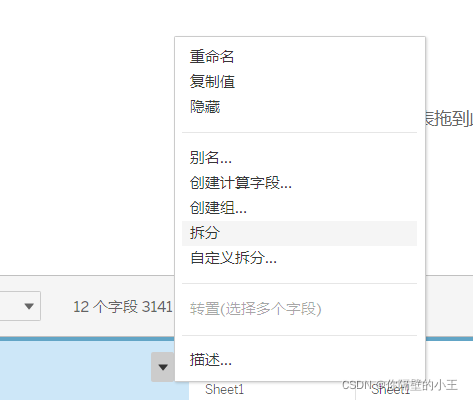 重命名
复制值
隐藏
表拖到
别名...
创建计算字段...
创建组...
拆分
自定义拆分...
12 个字段 3141
转置(选择多个字段)
描述...
Sheet1
Sheet1
CSDN @你隔壁的小王